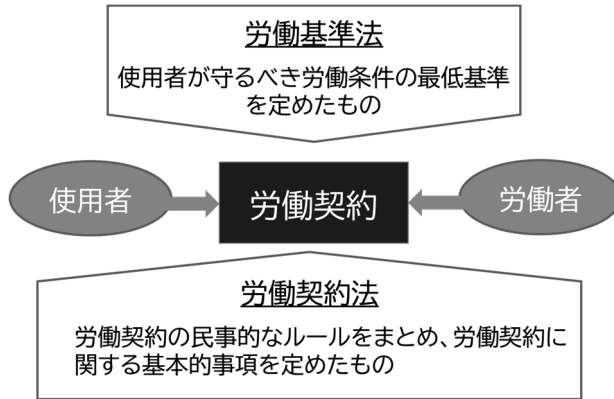 労働基準法
使用者が守るべき労働条件の最低基準
を定めたもの
使用者
労働契約
労働者
労働契約法
労働契約の民事的なルールをまとめ、労働契約に
関する基本的事項を定めたもの